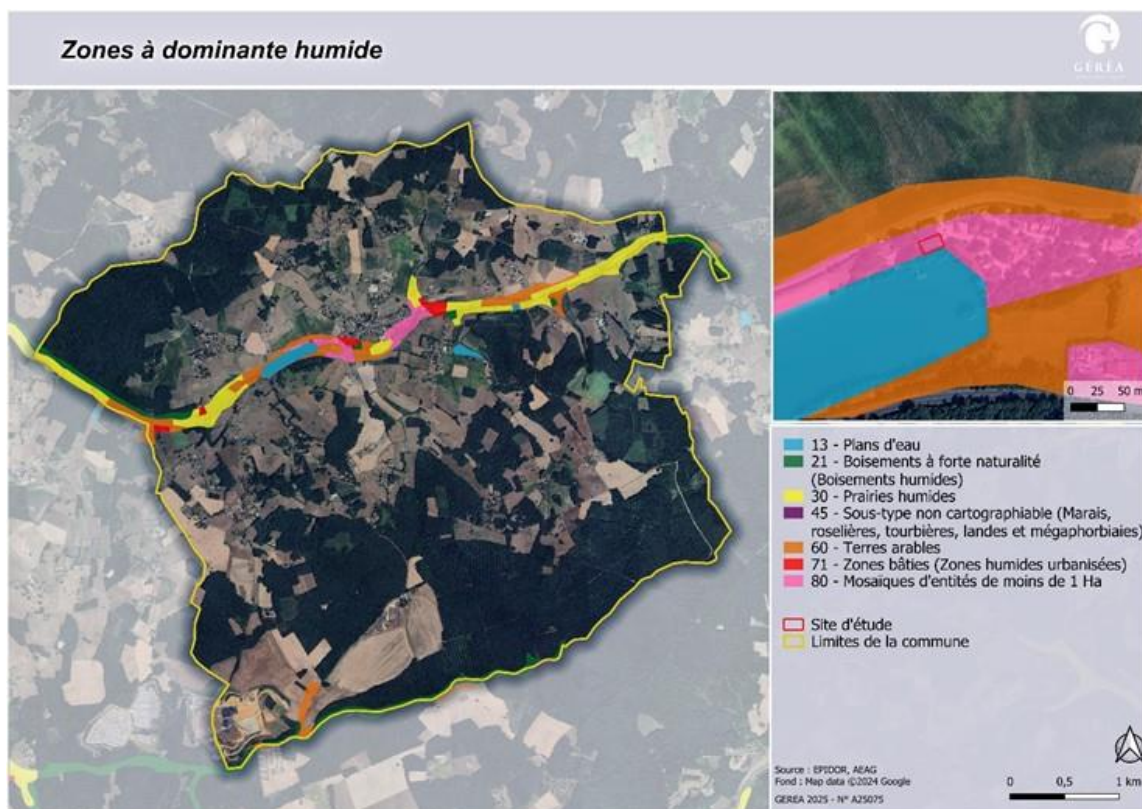 Zones à dominante humide
GÉRÉA
0 25 50 m
13 - Plans d'eau
21 - Boisements à forte naturalité
(Boisements humides)
30 - Prairies humides
45 - Sous-type non cartographiable (Marais,
roselières, tourbières, landes et mégaphorbiaies)
60 - Terres arables
71 - Zones bâties (Zones humides urbanisées)
80 - Mosaïques d'entités de moins de 1 Ha
Site d'étude
Limites de la commune
Source : EPIDOR, AEAG
Fond : Map data ©2024 Google
GEREA 2025 - N° A25075
0 0,5 1 km